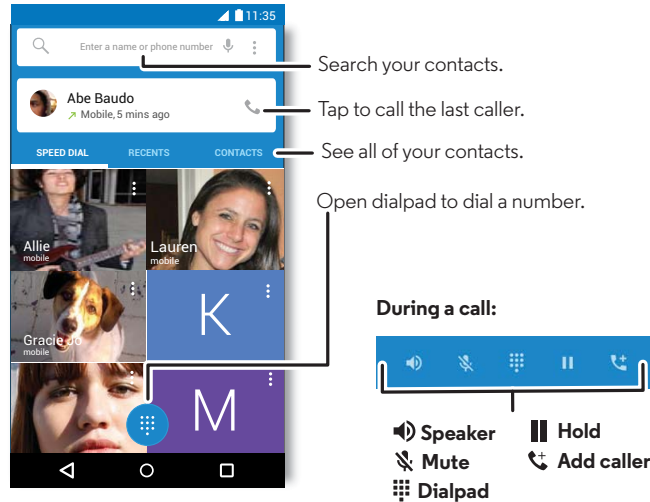 11:35
Enter a name or phone number
Search your contacts.
Abe Baudo
Mobile, 5 mins ago
Tap to call the last caller.
SPEED DIAL RECENTS CONTACTS
See all of your contacts.
Open dialpad to dial a number.
Allie
mobile
Lauren
mobile
Gracie Jo
mobile
K
M
During a call:
Speaker
Hold
Mute
Add caller
Dialpad